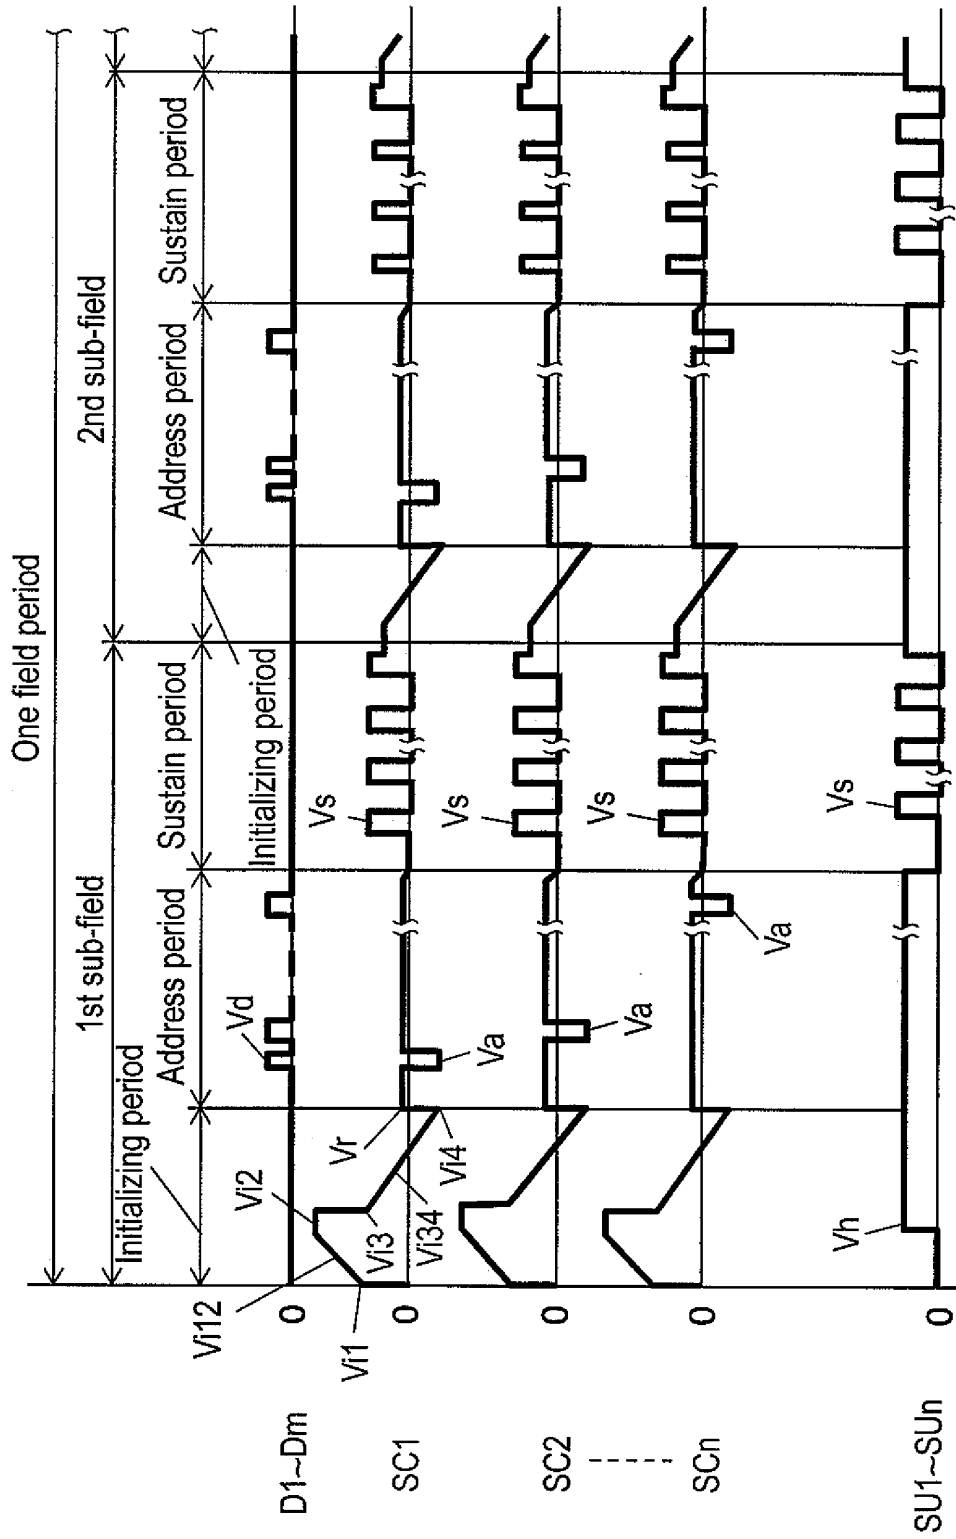 One field period
1st sub-field
2nd sub-field
Initializing period
Address period
Sustain period
Initializing period
Address period
Sustain period
Vi12
Vi2
Vd
D1~Dm
0
Vi1
Vi3
Vi34
Vr
Vi4
Va
Vs
SC1
0
Va
Vs
SC2
0
Va
Vs
SCn
0
Vh
Vs
SU1~SUn
0